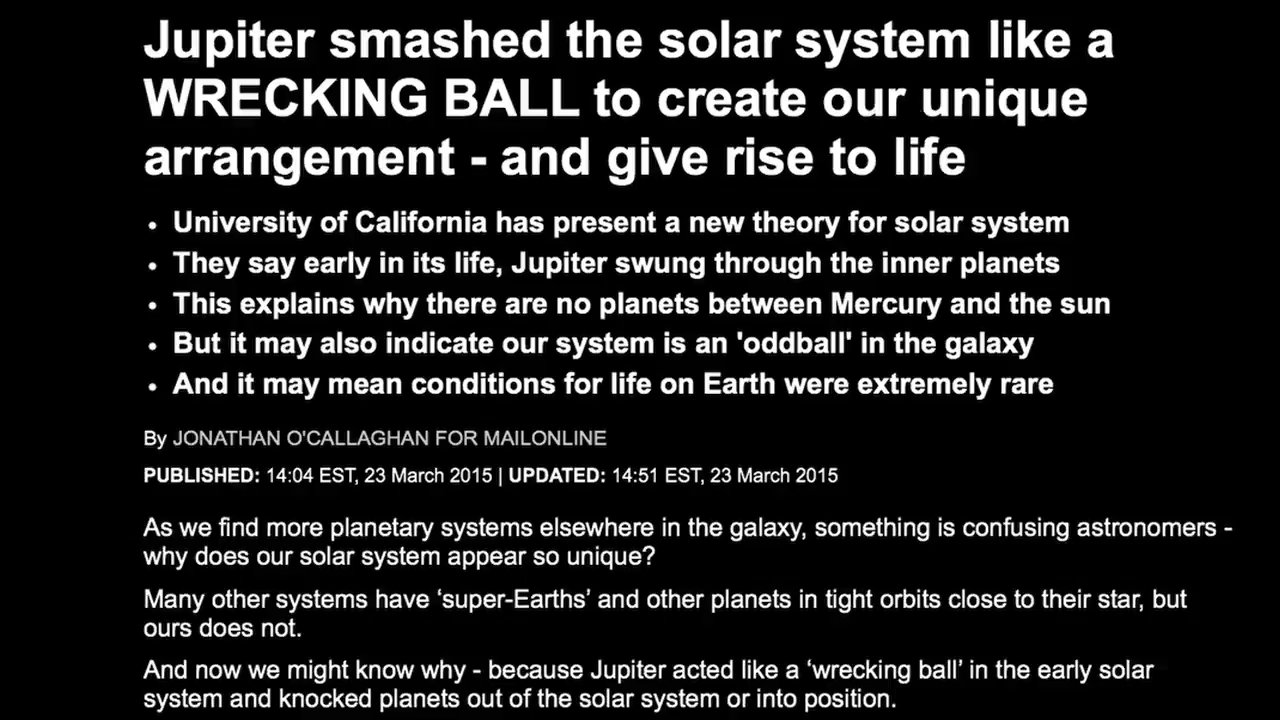 Jupiter smashed the solar system like a
WRECKING BALL to create our unique
arrangement - and give rise to life
• University of California has present a new theory for solar system
• They say early in its life, Jupiter swung through the inner planets
• This explains why there are no planets between Mercury and the sun
• But it may also indicate our system is an 'oddball' in the galaxy
• And it may mean conditions for life on Earth were extremely rare
By JONATHAN O'CALLAGHAN FOR MAILONLINE
PUBLISHED: 14:04 EST, 23 March 2015 | UPDATED: 14:51 EST, 23 March 2015
As we find more planetary systems elsewhere in the galaxy, something is confusing astronomers -
why does our solar system appear so unique?
Many other systems have ‘super-Earths’ and other planets in tight orbits close to their star, but
ours does not.
And now we might know why - because Jupiter acted like a ‘wrecking ball’ in the early solar
system and knocked planets out of the solar system or into position.